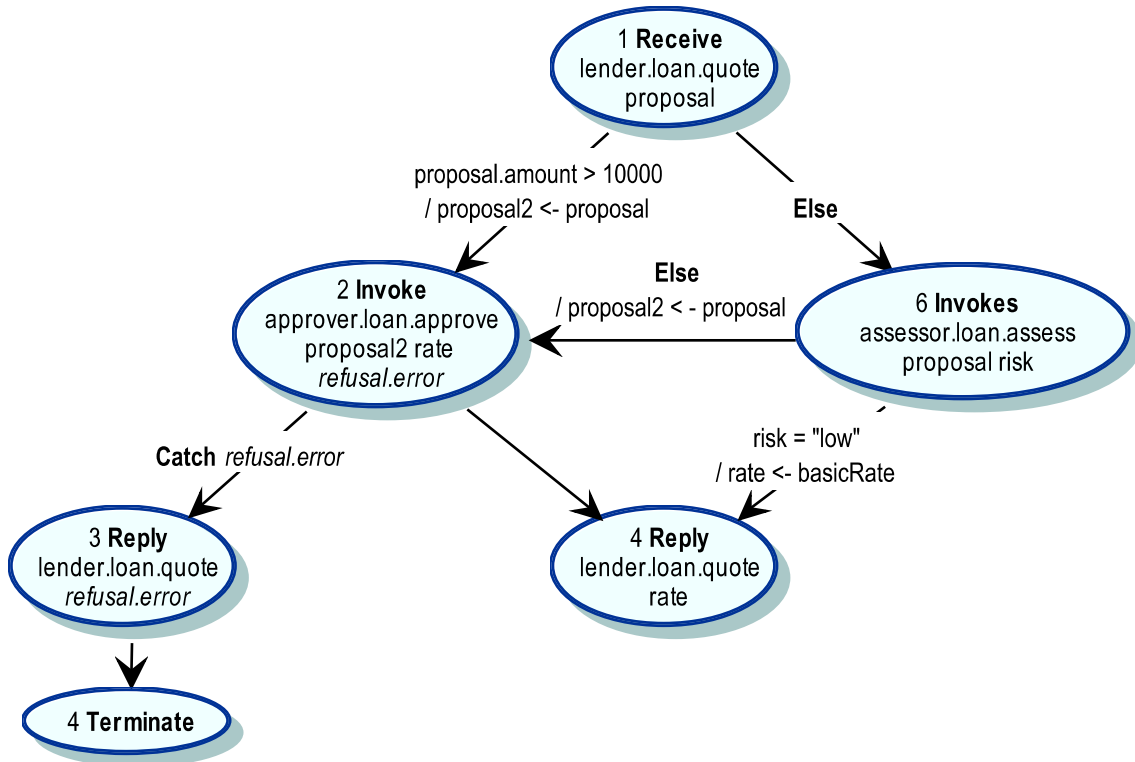 1 Receive
lender.loan.quote
proposal
proposal.amount > 10000
/ proposal2 <- proposal
Else
2 Invoke
approver.loan.approve
proposal2 rate
refusal.error
Else
/ proposal2 < - proposal
6 Invokes
assessor.loan.assess
proposal risk
Catch refusal.error
risk = "low"
/ rate <- basicRate
3 Reply
lender.loan.quote
refusal.error
4 Reply
lender.loan.quote
rate
4 Terminate